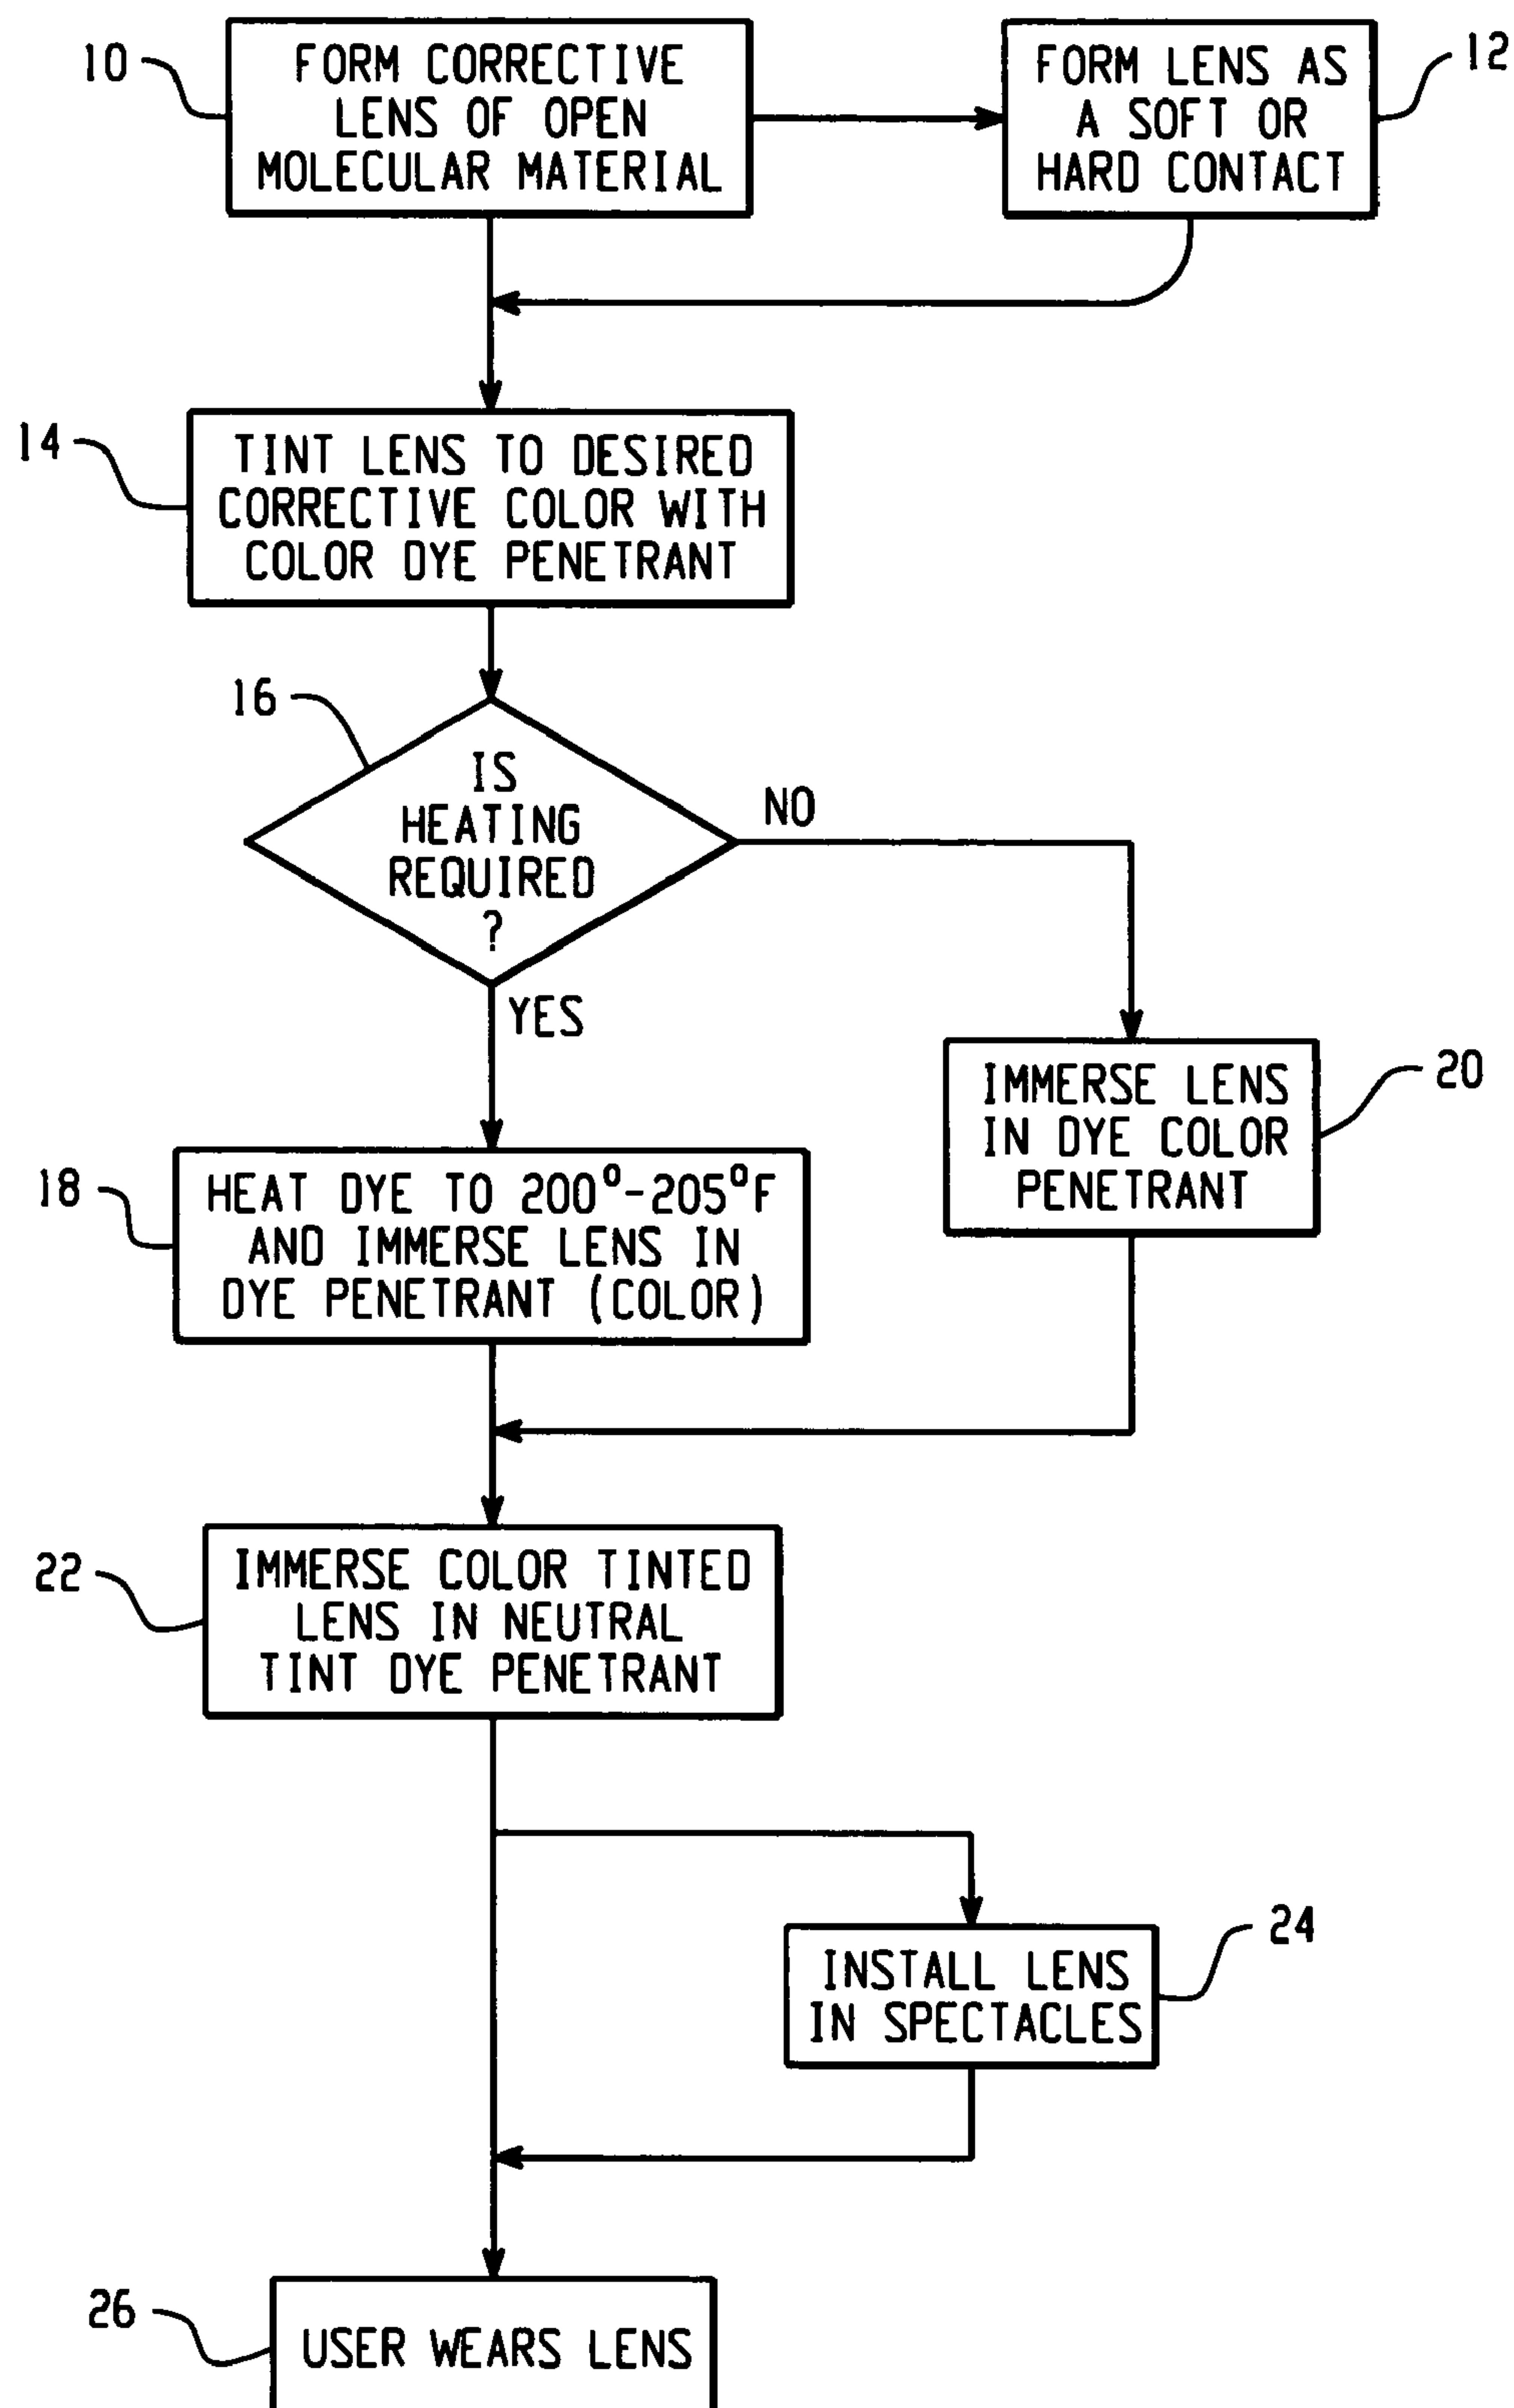 10
FORM CORRECTIVE
LENS OF OPEN
MOLECULAR MATERIAL
FORM LENS AS
A SOFT OR
HARD CONTACT
12
14
TINT LENS TO DESIRED
CORRECTIVE COLOR WITH
COLOR DYE PENETRANT
16
IS
HEATING
REQUIRED
?
NO
YES
IMMERSE LENS
IN DYE COLOR
PENETRANT
20
18
HEAT DYE TO 200°-205°F
AND IMMERSE LENS IN
DYE PENETRANT (COLOR)
22
IMMERSE COLOR TINTED
LENS IN NEUTRAL
TINT DYE PENETRANT
24
INSTALL LENS
IN SPECTACLES
26
USER WEARS LENS